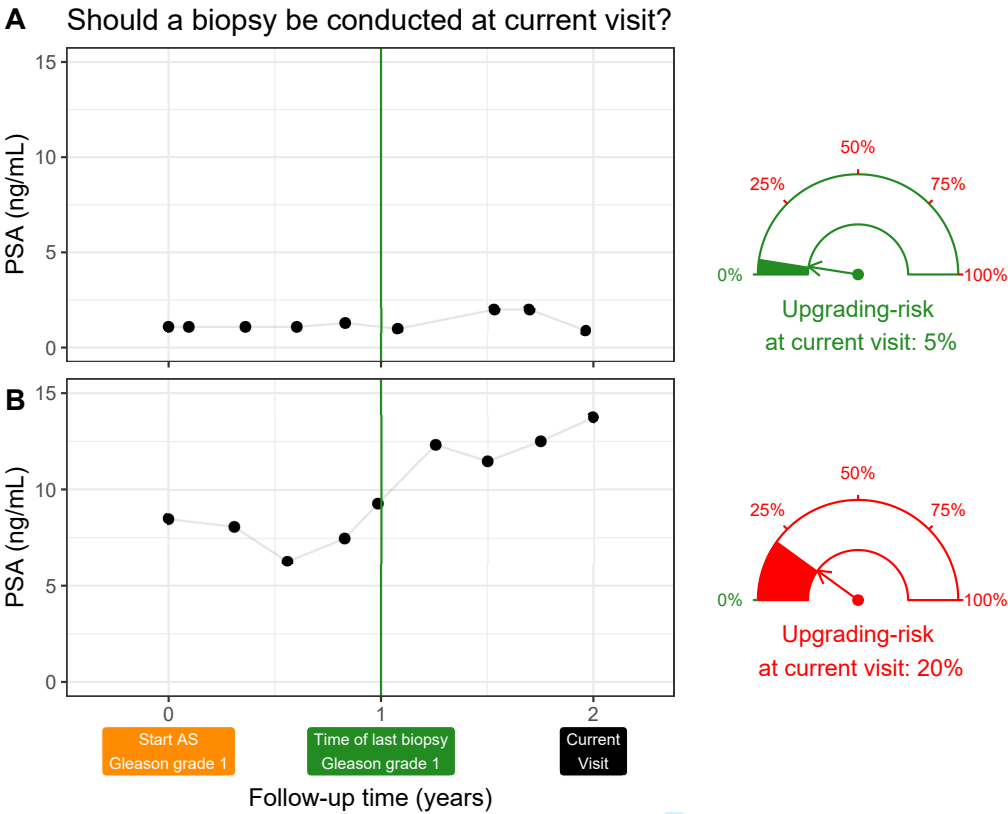 A Should a biopsy be conducted at current visit?
PSA (ng/mL)
15
10
5
0
50%
25%
75%
0%
100%
Upgrading-risk
at current visit: 5%
B
PSA (ng/mL)
15
10
5
0
50%
25%
75%
0%
100%
Upgrading-risk
at current visit: 20%
0 1 2
Start AS
Gleason grade 1
Time of last biopsy
Gleason grade 1
Current
Visit
Follow-up time (years)